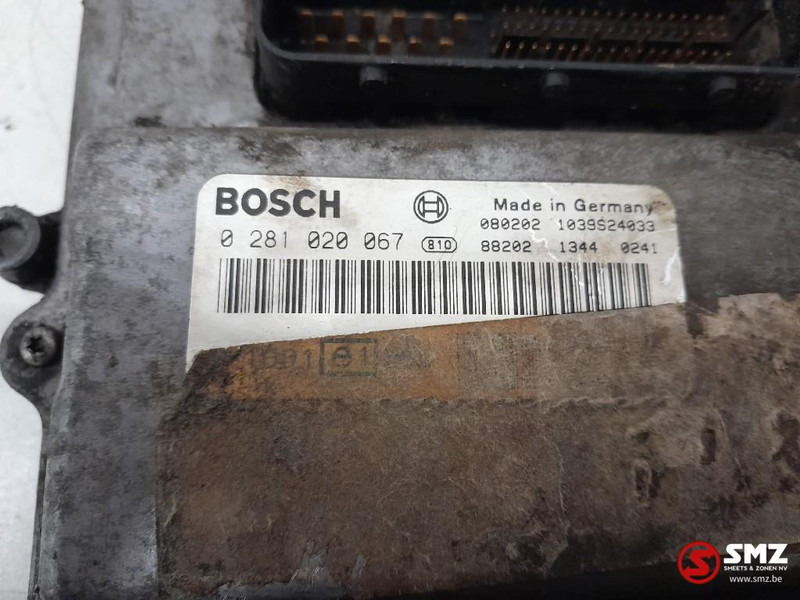 BOSCH
Made in Germany
080202 1039S24033
0 281 020 067 810
88202 1344 0241
SMZ
SMEETS & ZONEN NV
www.smz.be